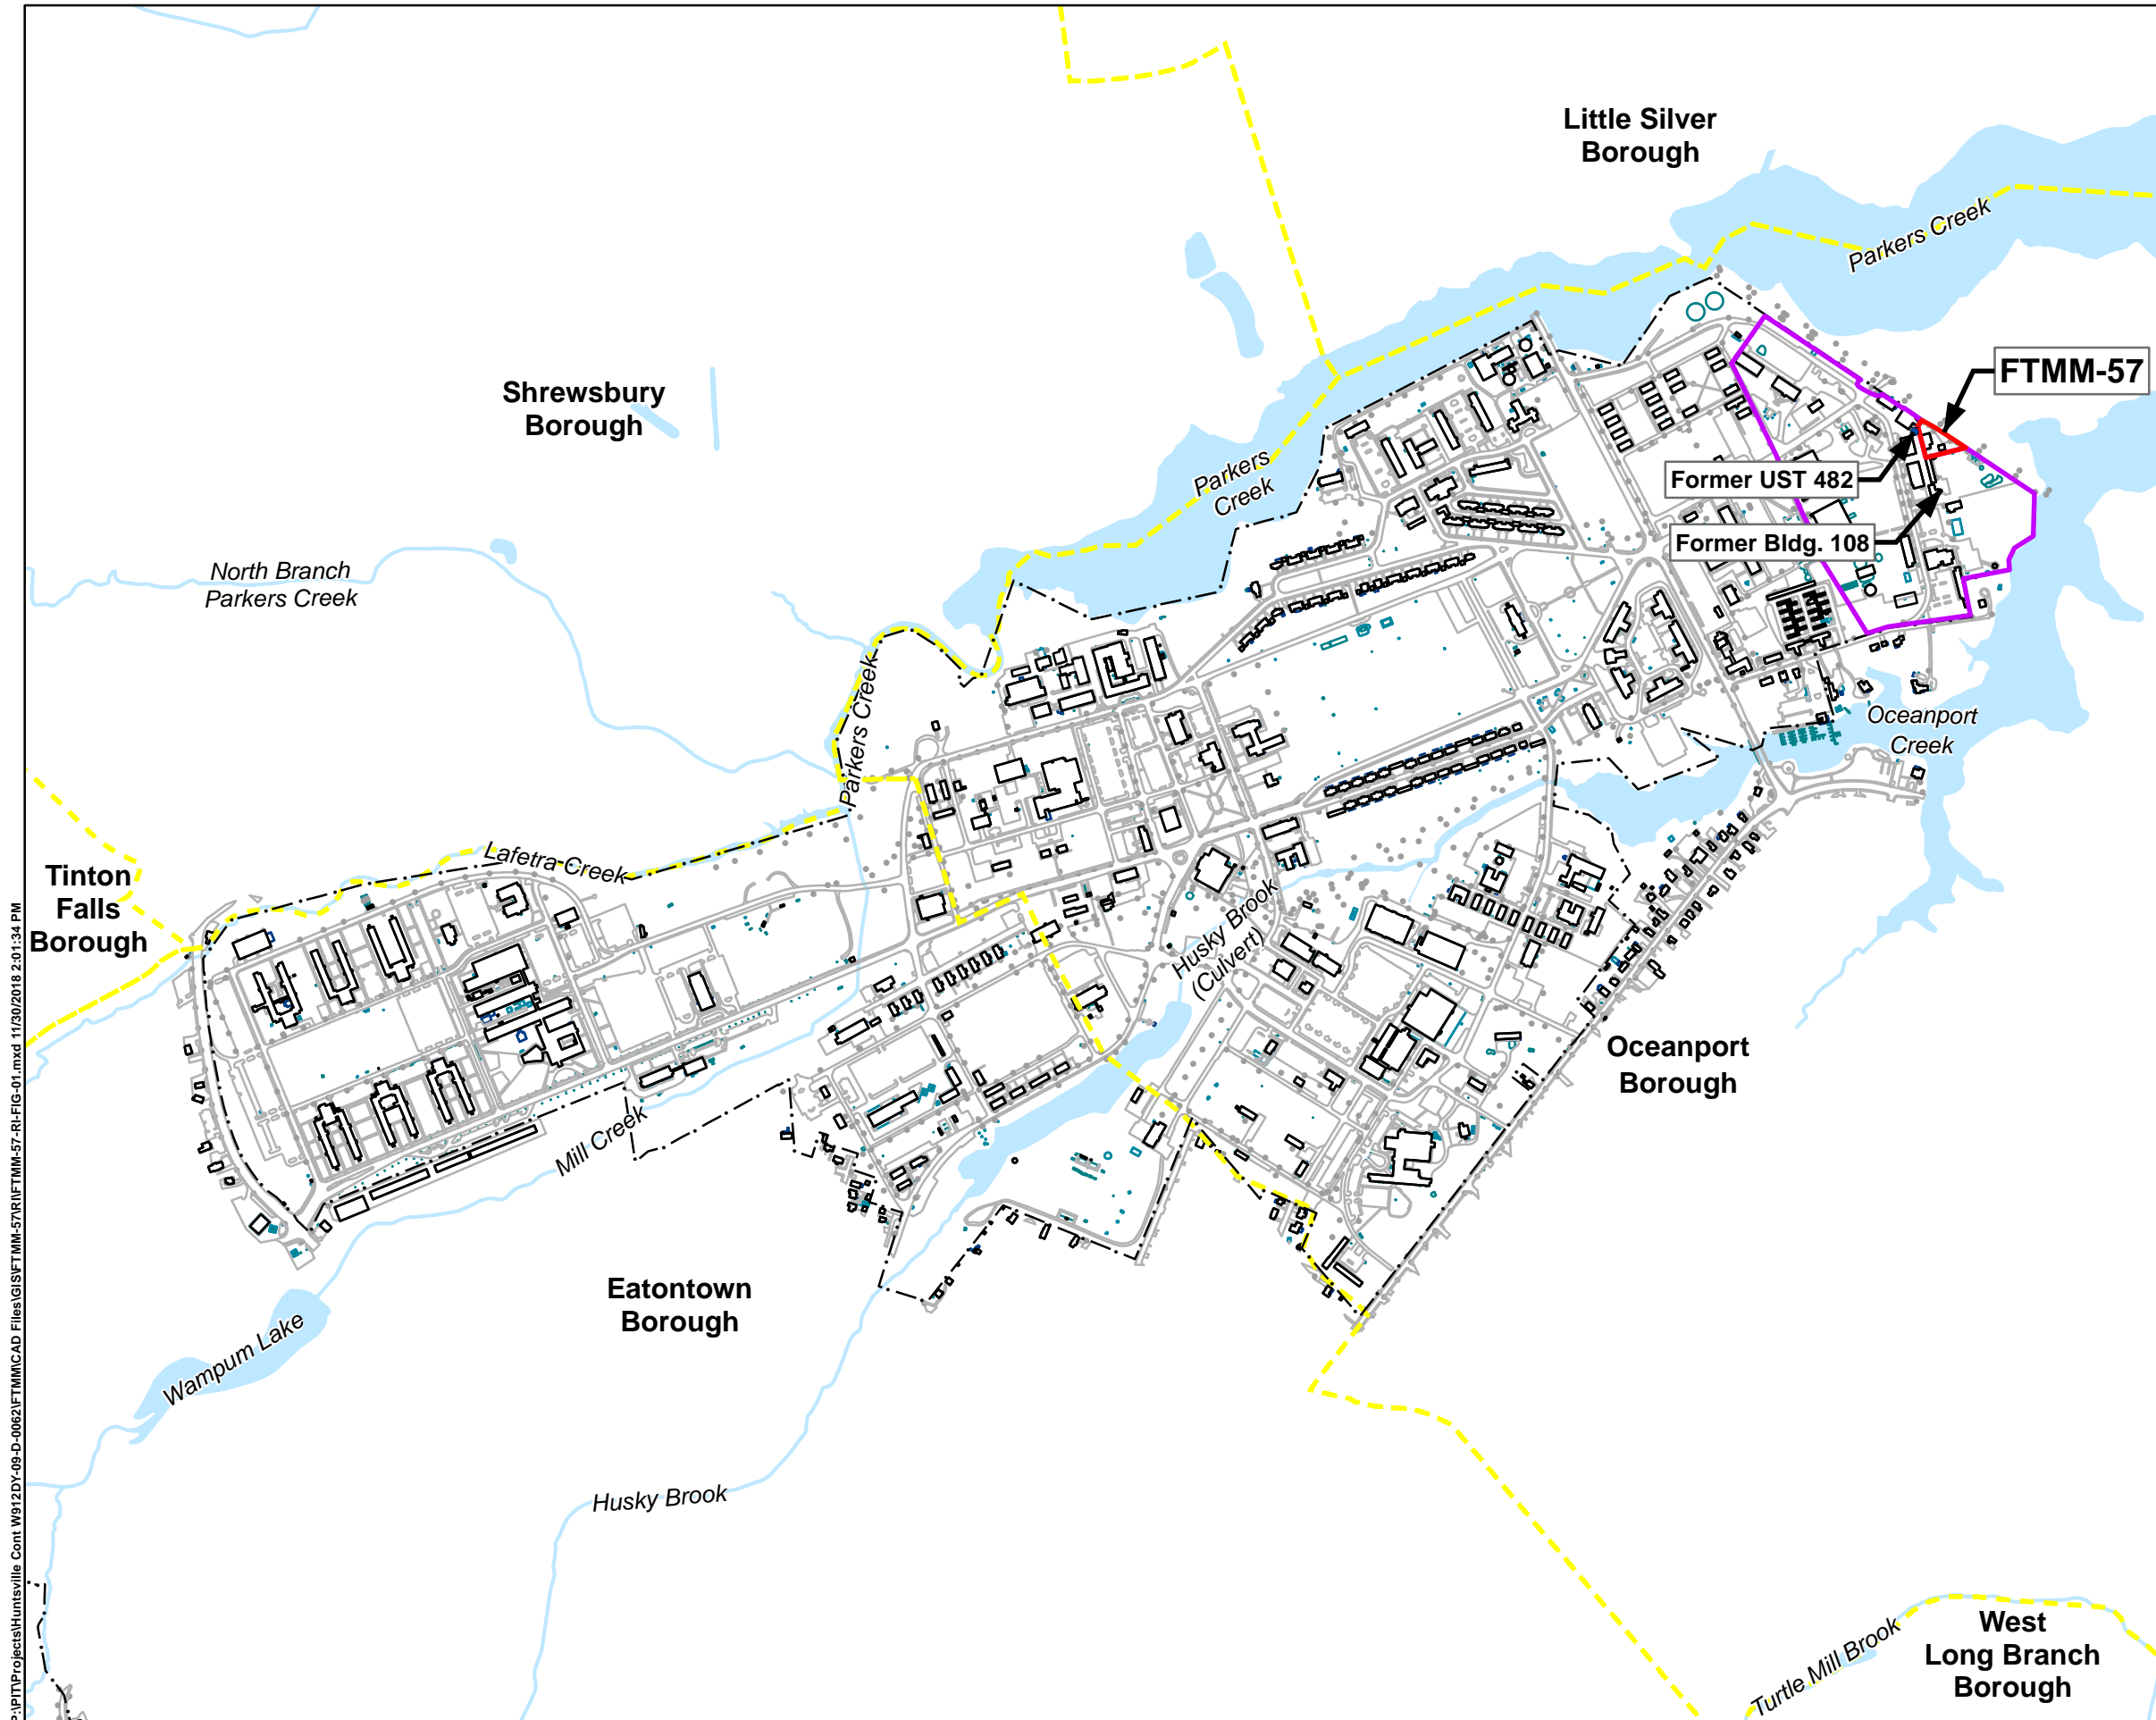 Little Silver
Borough
Parkers Creek
FTMM-57
Shrewsbury
Borough
Parkers
Creek
Former UST 482
Former Bldg. 108
North Branch
Parkers Creek
Parkers Creek
Oceanport
Creek
Lafetra Creek
Tinton
Falls
Borough
Husky Brook
(Culvert)
Oceanport
Borough
Mill Creek
Eatontown
Borough
Wampum Lake
Husky Brook
West
Long Branch
Borough
Turtle Mill Brook
P:\PIT\Projects\Huntsville Cont W912DY-09-D-0062\FTMM\CAD Files\GIS\FTMM-57\RI\FTMM-57-RI-FIG-01.mxd 11/30/2018 2:01:34 PM